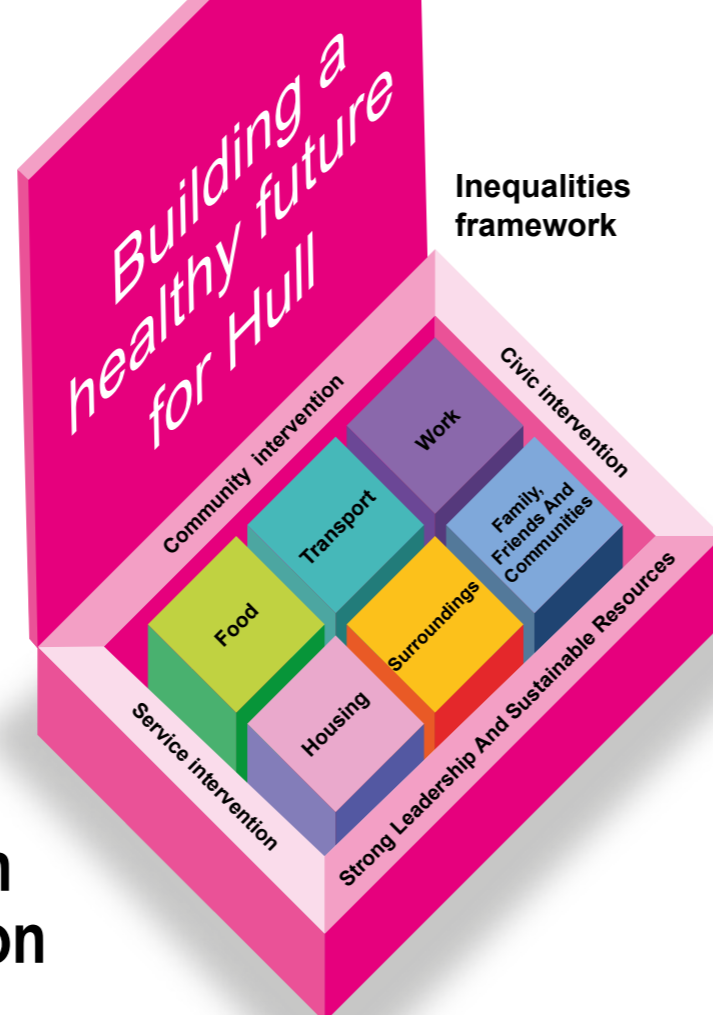 Building a
healthy future
for Hull
Inequalities
framework
Community intervention
Civic intervention
Work
Transport
Family,
Friends And
Communities
Food
Surroundings
Housing
Service intervention
Strong Leadership And Sustainable Resources
on